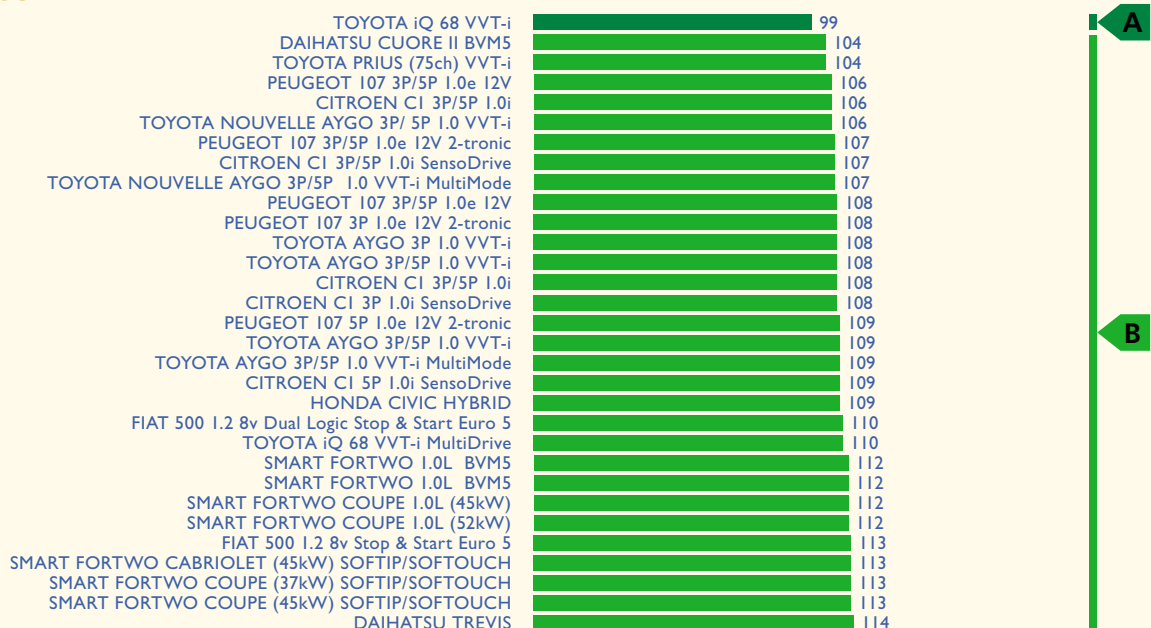 TOYOTA iQ 68 VVT-i 99 A
DAIHATSU CUORE II BVM5 104
TOYOTA PRIUS (75ch) VVT-i 104
PEUGEOT 107 3P/5P 1.0e 12V 106
CITROEN C1 3P/5P 1.0i 106
TOYOTA NOUVELLE AYGO 3P/ 5P 1.0 VVT-i 106
PEUGEOT 107 3P/5P 1.0e 12V 2-tronic 107
CITROEN C1 3P/5P 1.0i SensoDrive 107
TOYOTA NOUVELLE AYGO 3P/5P 1.0 VVT-i MultiMode 107
PEUGEOT 107 3P/5P 1.0e 12V 108
PEUGEOT 107 3P 1.0e 12V 2-tronic 108
TOYOTA AYGO 3P 1.0 VVT-i 108
TOYOTA AYGO 3P/5P 1.0 VVT-i 108
CITROEN C1 3P/5P 1.0i 108
CITROEN C1 3P 1.0i SensoDrive 108
PEUGEOT 107 5P 1.0e 12V 2-tronic 109
TOYOTA AYGO 3P/5P 1.0 VVT-i 109 B
TOYOTA AYGO 3P/5P 1.0 VVT-i MultiMode 109
CITROEN C1 5P 1.0i SensoDrive 109
HONDA CIVIC HYBRID 109
FIAT 500 1.2 8v Dual Logic Stop & Start Euro 5 110
TOYOTA iQ 68 VVT-i MultiDrive 110
SMART FORTWO 1.0L BVM5 112
SMART FORTWO 1.0L BVM5 112
SMART FORTWO COUPE 1.0L (45kW) 112
SMART FORTWO COUPE 1.0L (52kW) 112
FIAT 500 1.2 8v Stop & Start Euro 5 113
SMART FORTWO CABRIOLET (45kW) SOFTIP/SOFTOUCH 113
SMART FORTWO COUPE (37kW) SOFTIP/SOFTOUCH 113
SMART FORTWO COUPE (45kW) SOFTIP/SOFTOUCH 113
DAIHATSU TREVIS 114